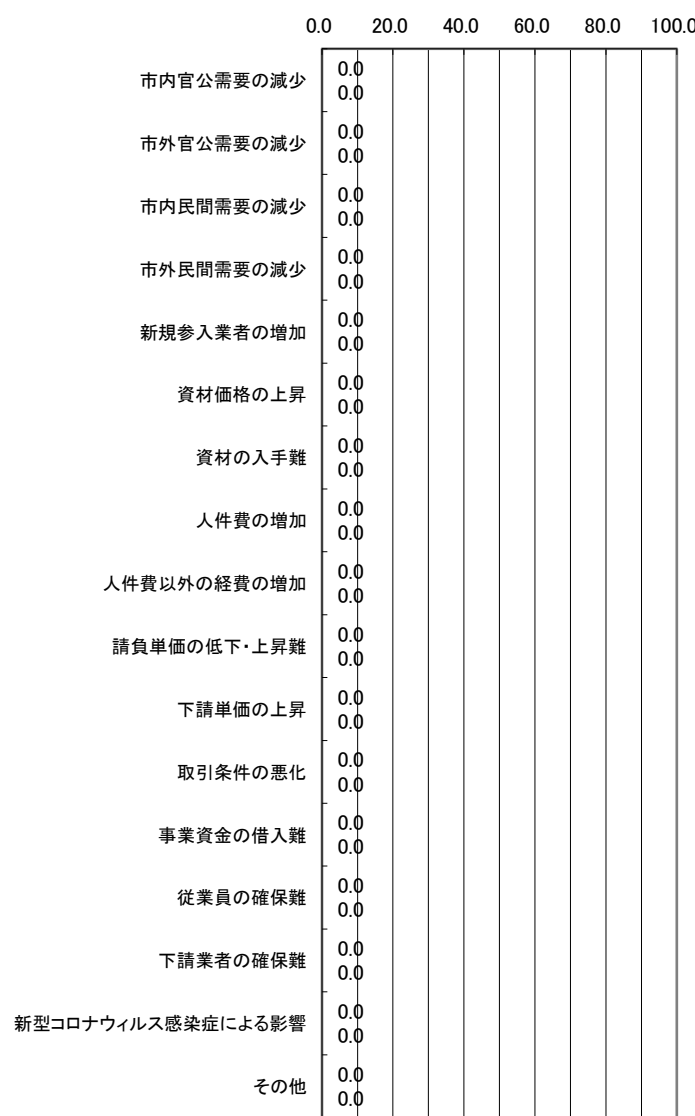 0.0 20.0 40.0 60.0 80.0 100.0
0.0
市内官公需要の減少
0.0
0.0
市外官公需要の減少
0.0
0.0
市内民間需要の減少
0.0
0.0
市外民間需要の減少
0.0
0.0
新規参入業者の増加
0.0
0.0
資材価格の上昇
0.0
0.0
資材の入手難
0.0
0.0
人件費の増加
0.0
0.0
人件費以外の経費の増加
0.0
0.0
請負単価の低下・上昇難
0.0
0.0
下請単価の上昇
0.0
0.0
取引条件の悪化
0.0
0.0
事業資金の借入難
0.0
0.0
従業員の確保難
0.0
0.0
下請業者の確保難
0.0
0.0
新型コロナウィルス感染症による影響
0.0
0.0
その他
0.0